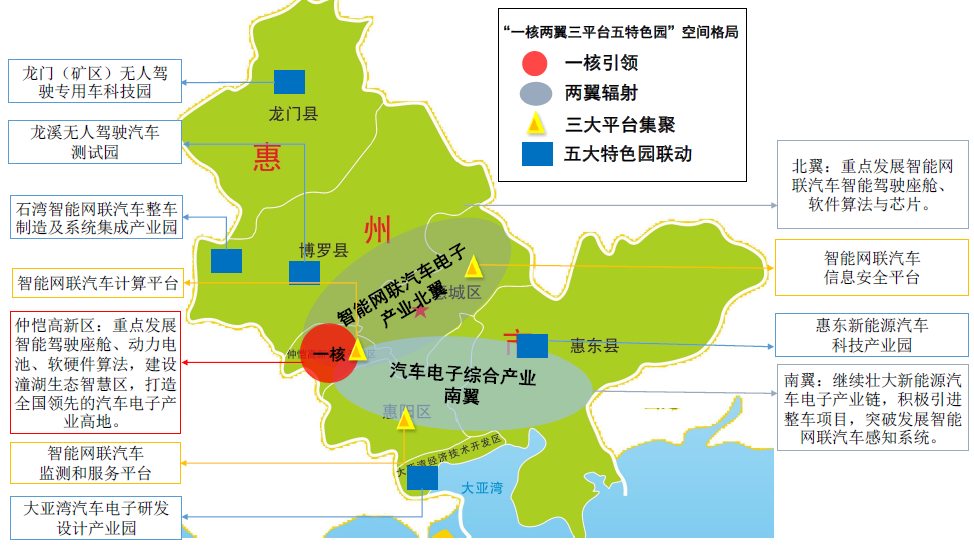 “一核两翼三平台五特色园”空间格局
一核引领
两翼辐射
三大平台集聚
五大特色园联动
龙门（矿区）无人驾
驶专用车科技园
龙溪无人驾驶汽车
测试园
石湾智能网联汽车整车
制造及系统集成产业园
智能网联汽车计算平台
仲恺高新区：重点发展
智能驾驶座舱、动力电
池、软硬件算法，建设
潼湖生态智慧区，打造
全国领先的汽车电子产
业高地。
智能网联汽车
监测和服务平台
大亚湾汽车电子研发
设计产业园
龙门县
惠
州
市
博罗县
智能网联汽车电子
产业北翼
惠城区
仲恺高
区
一核
惠东县
汽车电子综合产业
南翼
惠阳区
大亚湾经济技术开发区
大亚湾
北翼：重点发展智能网
联汽车智能驾驶座舱、
软件算法与芯片。
智能网联汽车
信息安全平台
惠东新能源汽车
科技产业园
南翼：继续壮大新能源汽
车电子产业链，积极引进
整车项目，突破发展智能
网联汽车感知系统。